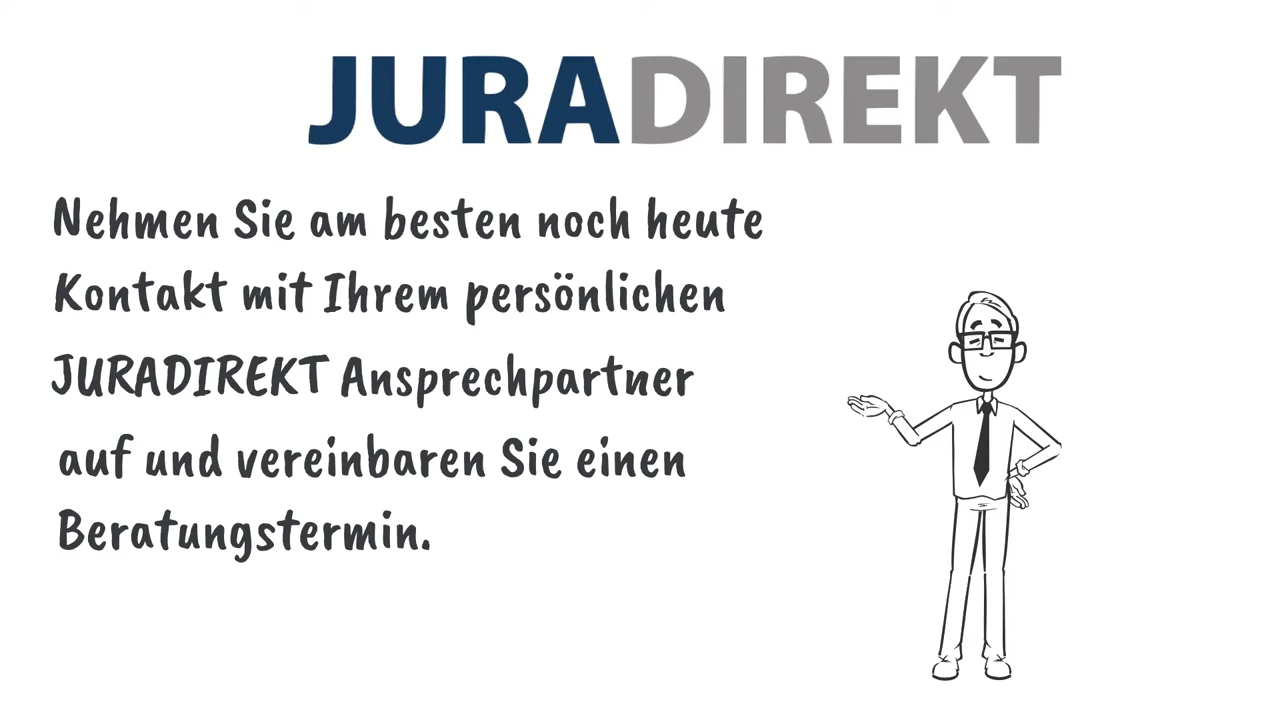 JURADIREKT
Nehmen Sie am besten noch heute
Kontakt mit Ihrem persönlichen
JURADIREKT Ansprechpartner
auf und vereinbaren Sie einen
Beratungstermin.